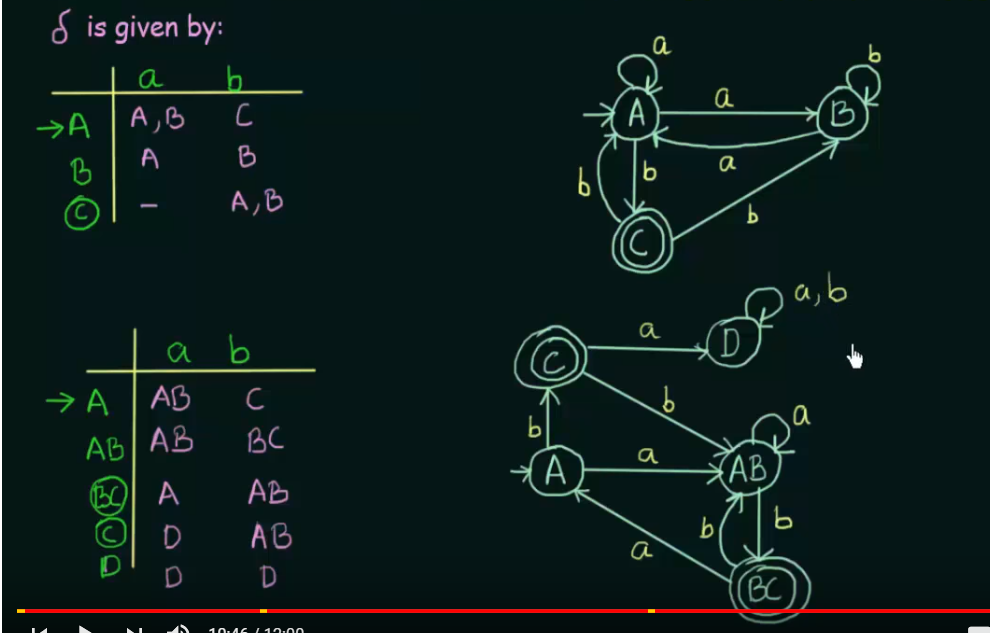 δ is given by:
a b
→A A,B C
B A B
C – A,B
a
b
A
a
B
b
b
a
b
C
a b
→ A AB C
AB AB BC
BC A AB
C D AB
D D D
a,b
C
a
D
b
b
a
A
a
AB
b
b
a
BC